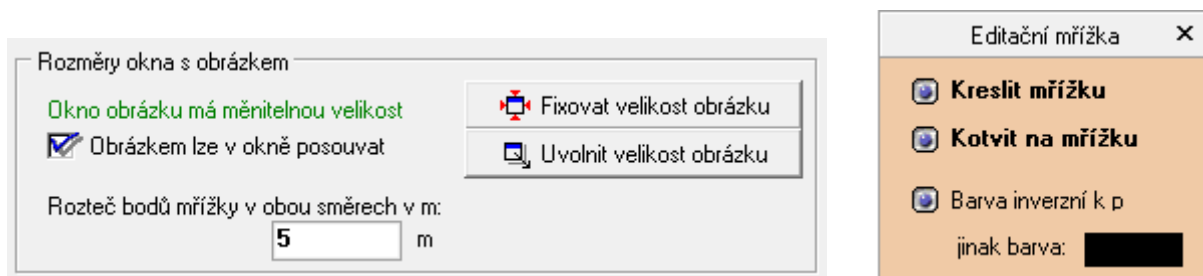 Rozměry okna s obrázkem
Okno obrázku má měnitelnou velikost
Obrázkem lze v okně posouvat
Fixovat velikost obrázku
Uvolnit velikost obrázku
Rozteč bodů mřížky v obou směrech v m:
5 m
Editační mřížka
Kreslit mřížku
Kotvit na mřížku
Barva inverzní k p
jinak barva: